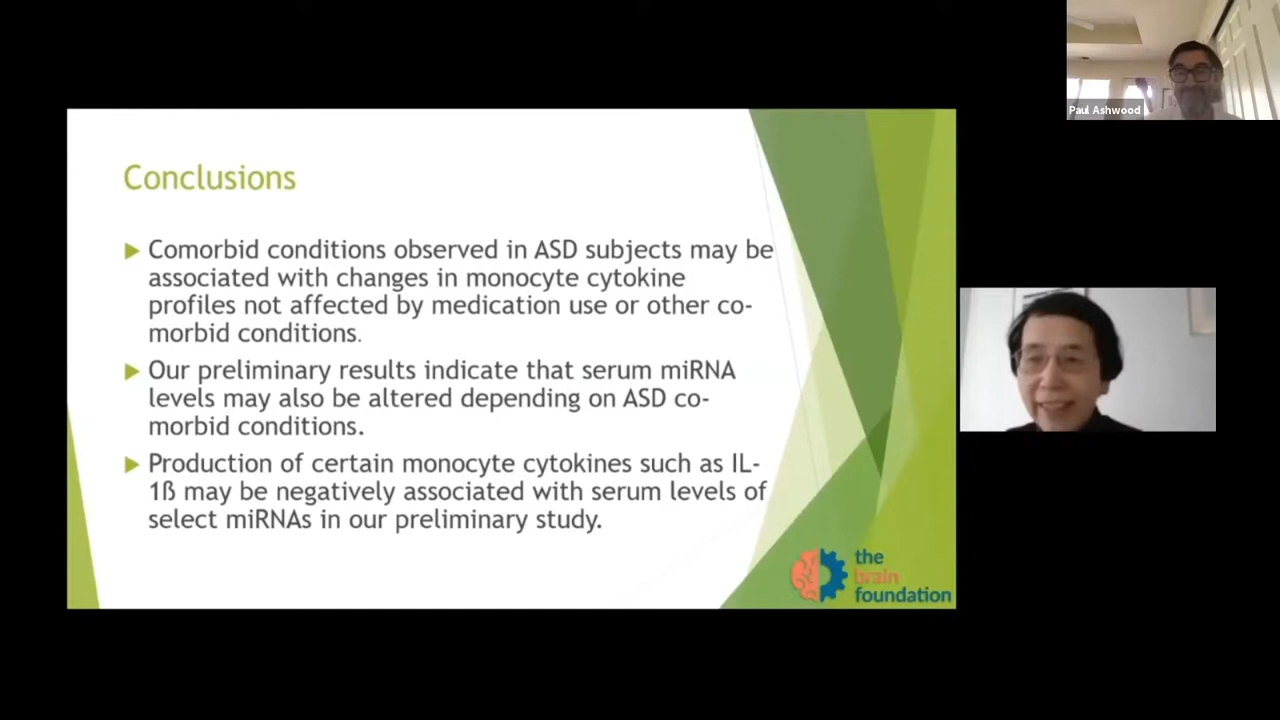 Paul Ashwood
Conclusions
Comorbid conditions observed in ASD subjects may be
associated with changes in monocyte cytokine
profiles not affected by medication use or other co-
morbid conditions.
Our preliminary results indicate that serum miRNA
levels may also be altered depending on ASD co-
morbid conditions.
Production of certain monocyte cytokines such as IL-
1ß may be negatively associated with serum levels of
select miRNAs in our preliminary study.
the
brain
foundation